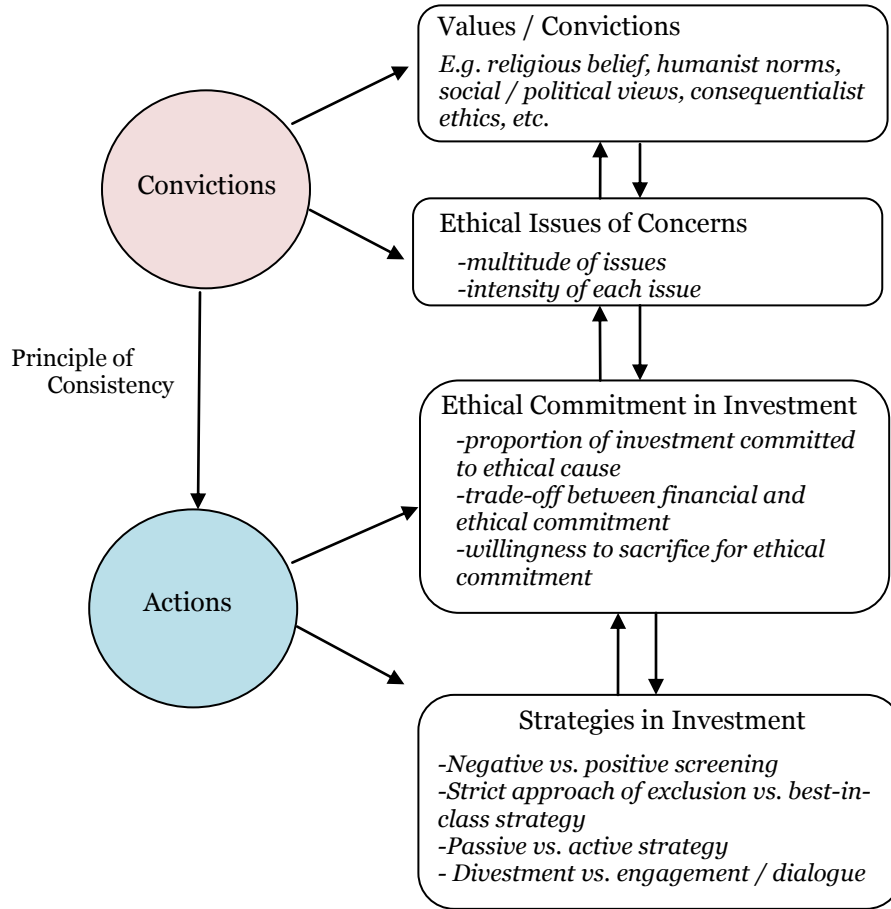 Values / Convictions
E.g. religious belief, humanist norms,
social / political views, consequentialist
ethics, etc.
Convictions
Ethical Issues of Concerns
-multitude of issues
-intensity of each issue
Principle of
Consistency
Ethical Commitment in Investment
-proportion of investment committed
to ethical cause
-trade-off between financial and
ethical commitment
-willingness to sacrifice for ethical
commitment
Actions
Strategies in Investment
-Negative vs. positive screening
-Strict approach of exclusion vs. best-in-
class strategy
-Passive vs. active strategy
- Divestment vs. engagement / dialogue